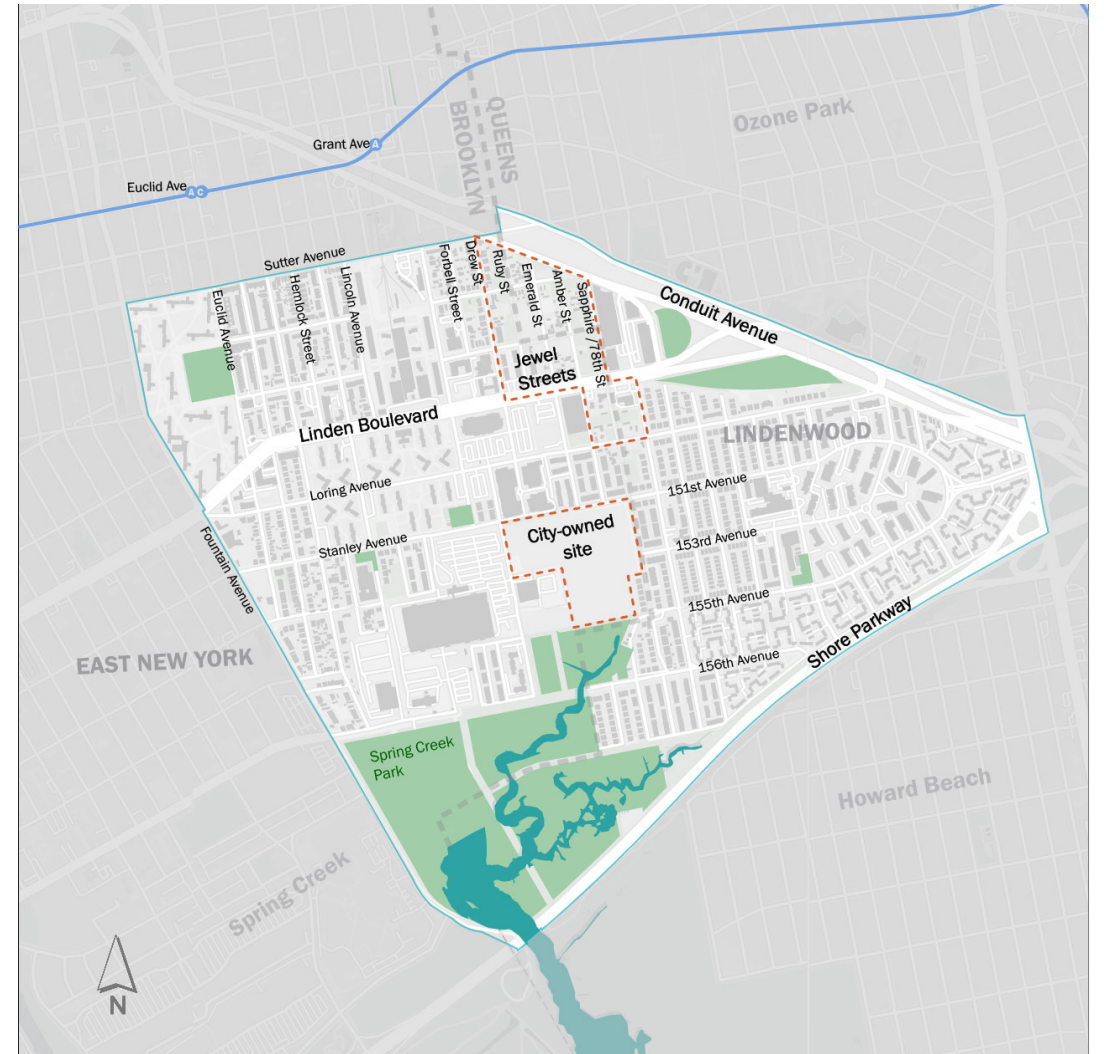 QUEENS
BROOKLYN
Ozone Park
Grant Ave
A
Euclid Ave
A C
Sutter Avenue
Euclid Avenue
Hemlock Street
Lincoln Avenue
Forbell Street
Drew St
Ruby St
Emerald St
Amber St
Sapphire /78th St
Conduit Avenue
Jewel
Streets
Linden Boulevard
LINDENWOOD
Loring Avenue
151st Avenue
Stanley Avenue
City-owned
site
153rd Avenue
Fountain Avenue
155th Avenue
156th Avenue
Shore Parkway
EAST NEW YORK
Spring Creek
Park
Howard Beach
Spring Creek
N